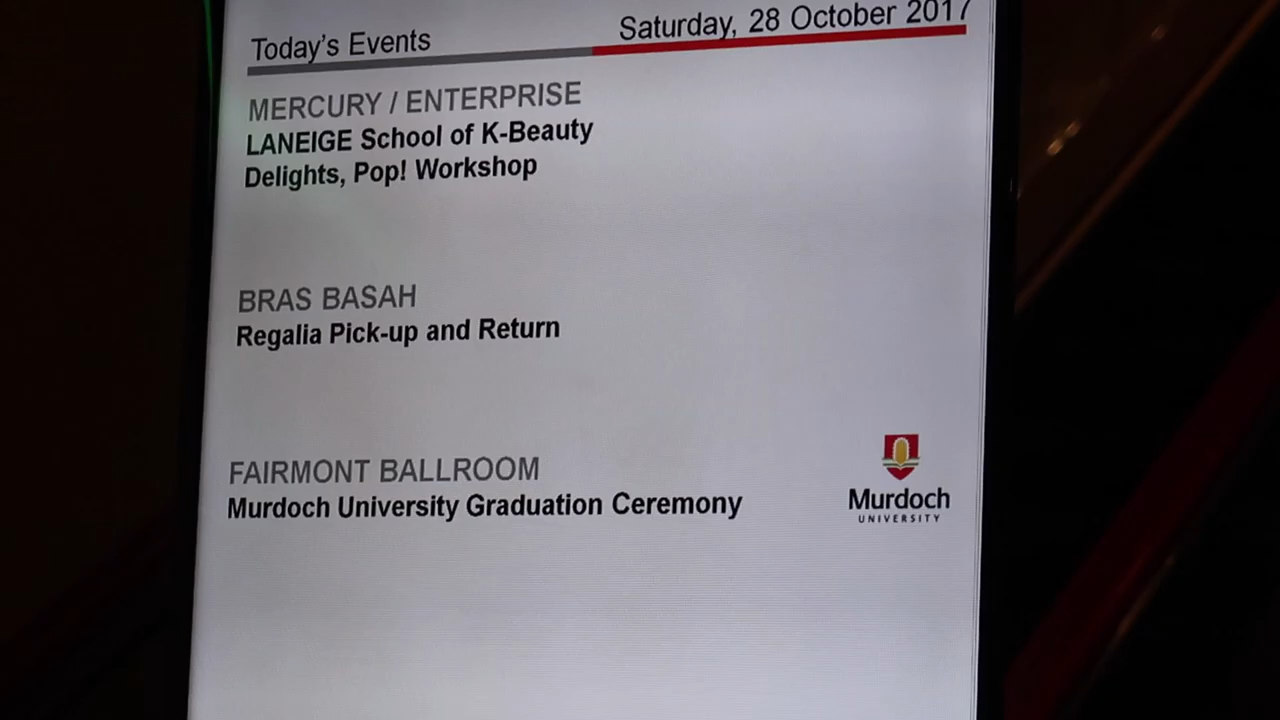 Today's Events
Saturday, 28 October 2017
MERCURY / ENTERPRISE
LANEIGE School of K-Beauty
Delights, Pop! Workshop
BRAS BASAH
Regalia Pick-up and Return
FAIRMONT BALLROOM
Murdoch University Graduation Ceremony
Murdoch
UNIVERSITY